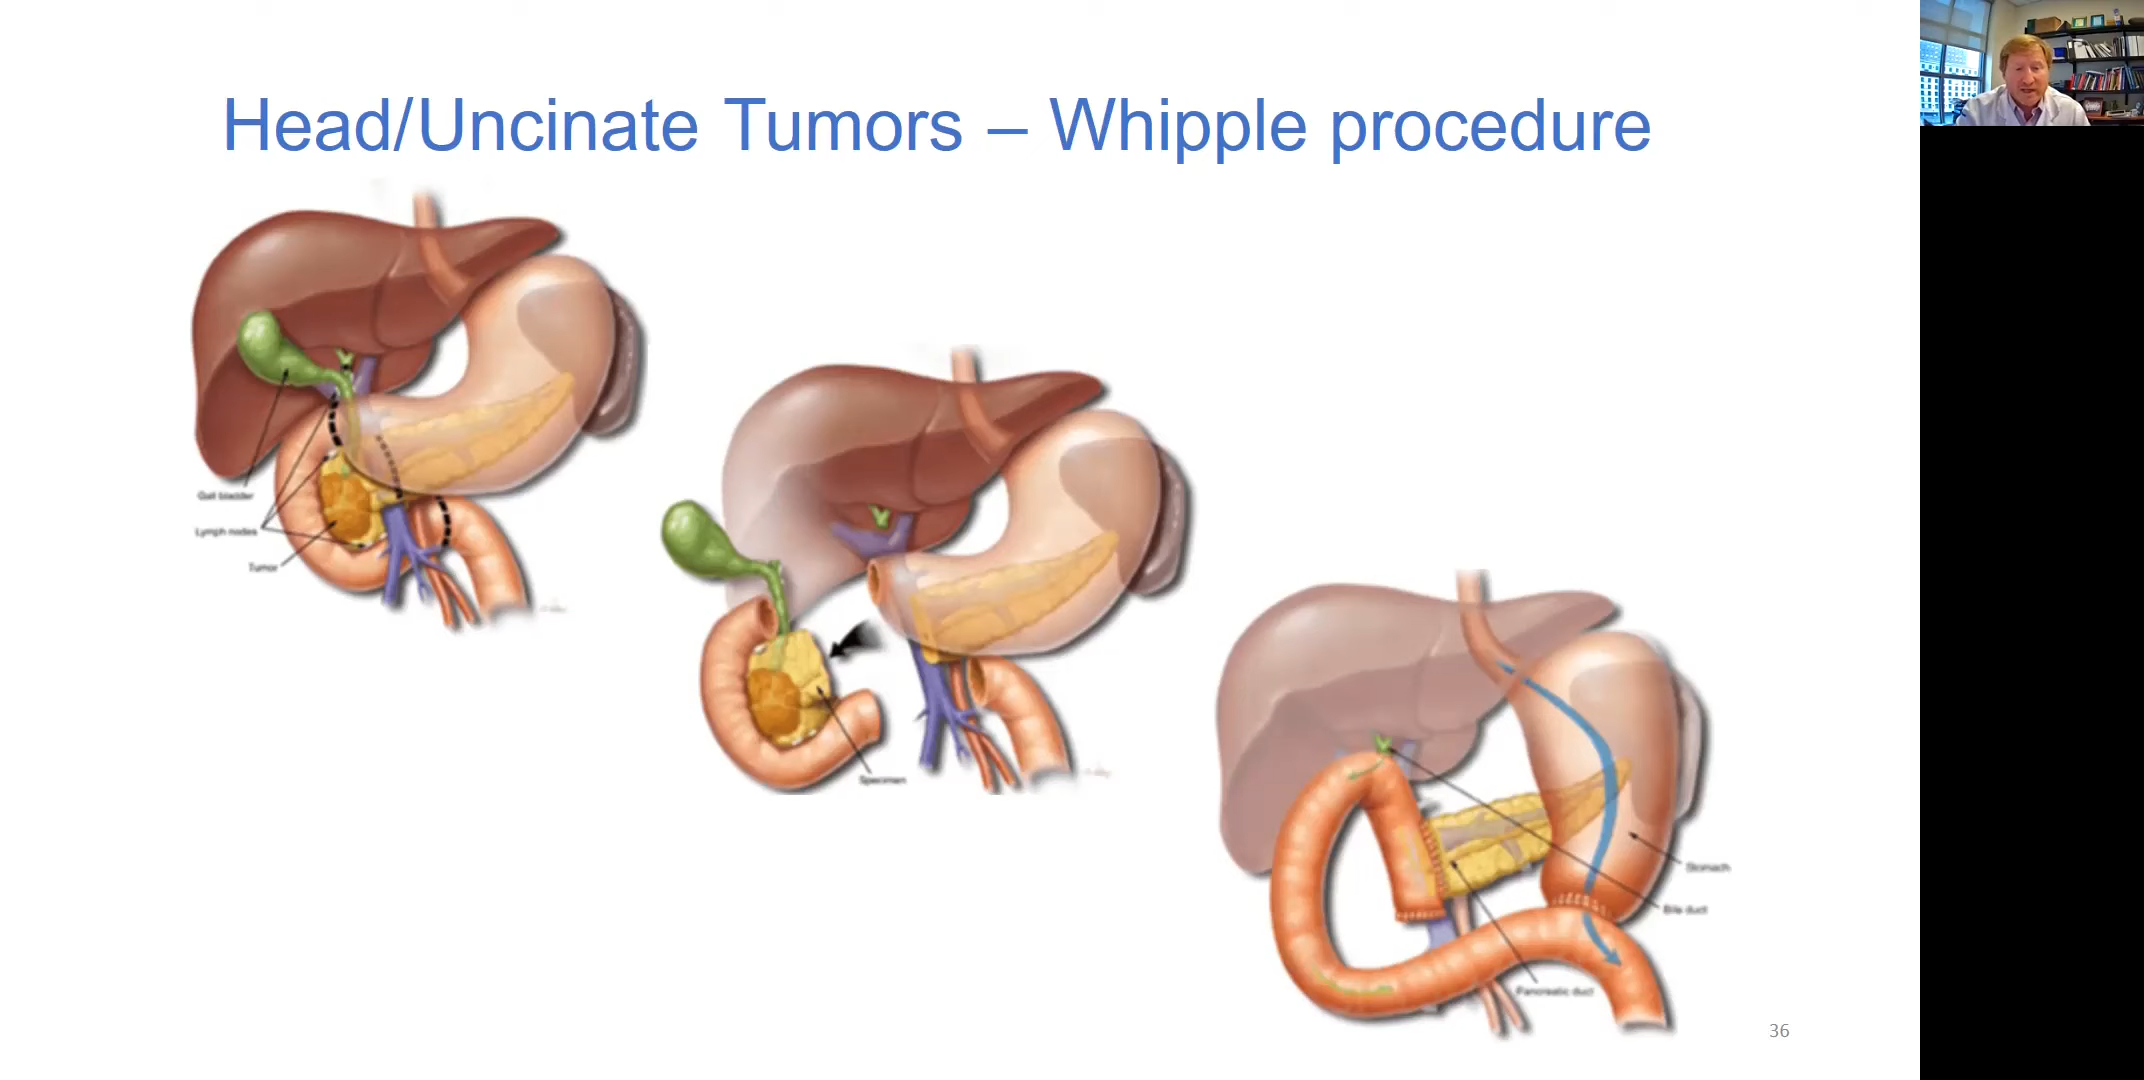 Head/Uncinate Tumors – Whipple procedure
Gall bladder
Lymph nodes
Tumor
Specimen
Stomach
Bile duct
Pancreatic duct
36